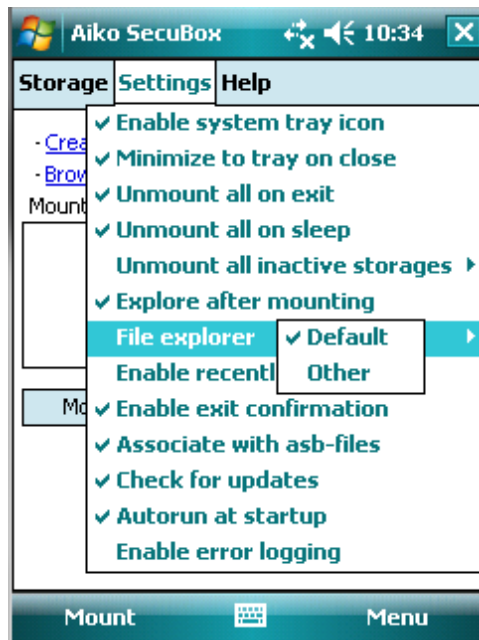 Aiko SecuBox 10:34
Storage Settings Help
Enable system tray icon
Minimize to tray on close
Unmount all on exit
Unmount all on sleep
Unmount all inactive storages
Explore after mounting
File explorer
Default
Other
Enable recentl
Enable exit confirmation
Associate with asb-files
Check for updates
Autorun at startup
Enable error logging
- Crea
- Brow
Mount
Mo
Mount Menu